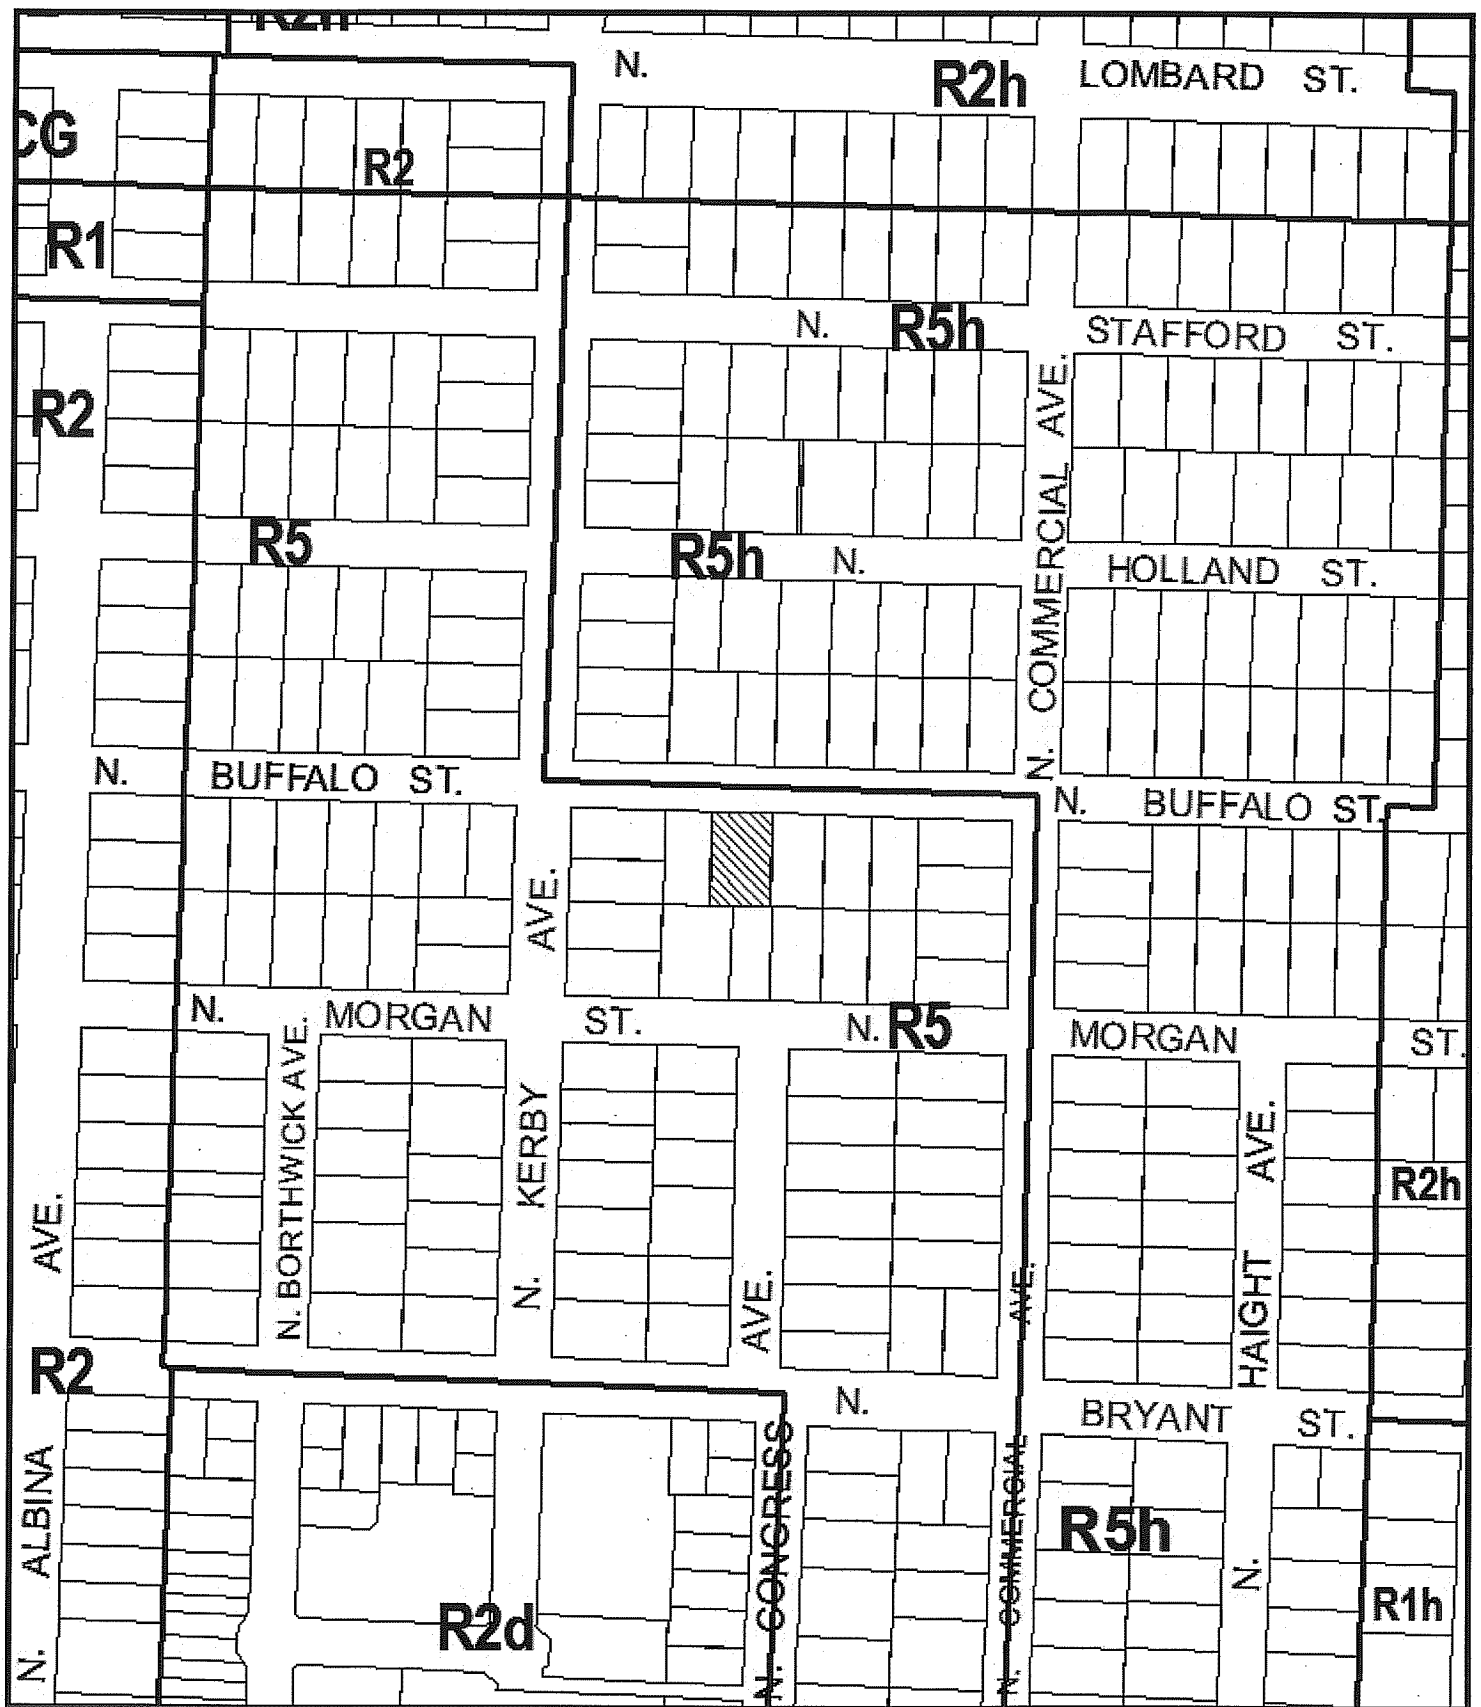 R2h
N.
R2h
LOMBARD ST.
CG
R2
R1
N.
R5h
STAFFORD ST.
R2
N. COMMERCIAL AVE.
R5
R5h
N.
HOLLAND ST.
N.
BUFFALO ST.
N.
BUFFALO ST.
N.
MORGAN
ST.
N.
R5
MORGAN
ST.
N. BORTHWICK AVE.
N. KERBY AVE.
R2h
R2
N.
BRYANT ST.
N. ALBINA AVE.
N. CONGRESS AVE.
N. COMMERCIAL AVE.
N. HAIGHT AVE.
R5h
R1h
R2d